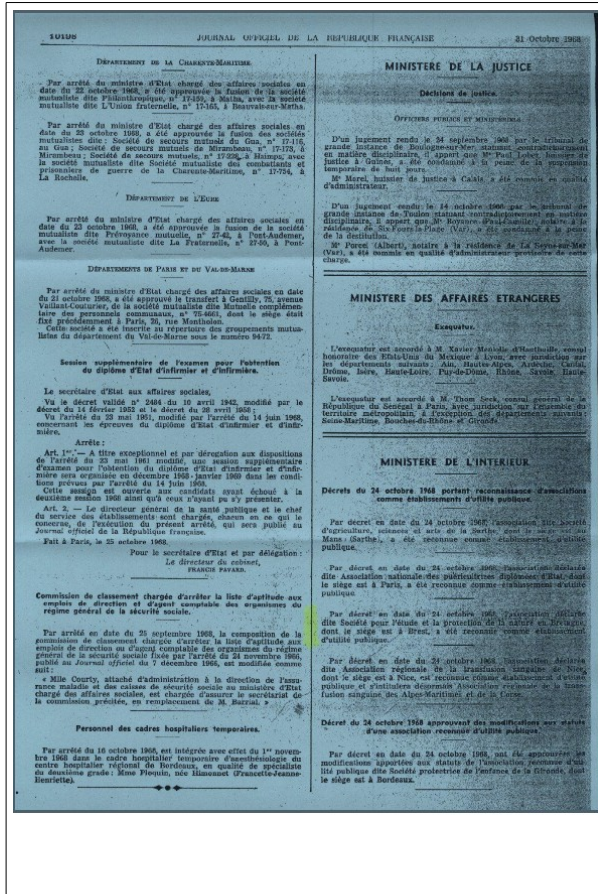 10108 JOURNAL OFFICIEL DE LA REPUBLIQUE FRANÇAISE 31 Octobre 1968
DÉPARTEMENT DE LA CHARENTE-MARITIME
Par arrêté du ministre d'Etat chargé des affaires sociales en
date du 22 octobre 1968, a été approuvée la fusion de la société
mutualiste dite Philanthropique, n° 17-159, à Matha, avec la société
mutualiste dite L'Union fraternelle, n° 17-165, à Beauvais-sur-Matha.
Par arrêté du ministre d'Etat chargé des affaires sociales en
date du 23 octobre 1968, a été approuvée la fusion des sociétés
mutualistes dites : Société de secours mutuels du Gua, n° 17-116,
au Gua ; Société de secours mutuels de Mirambeau, n° 17-178, à
Mirambeau ; Société de secours mutuels, n° à avec
la société mutualiste dite Société mutualiste des combattants et
prisonniers de guerre de la Charente-Maritime, n° 17-754, à
La Rochelle.
DÉPARTEMENT DE L'EURE
Par arrêté du ministre d'Etat chargé des affaires sociales en
date du 23 octobre 1968, a été approuvée la fusion de la société
mutualiste dite Prévoyance mutuelle, n° 27-42, à Pont-Audemer,
avec la société mutualiste dite La Fraternelle, n° 27-50, à Pont-
Audemer.
DÉPARTEMENTS DE PARIS ET DU VAL-DE-MARNE
Par arrêté du ministre d'Etat chargé des affaires sociales en date
du 21 octobre 1968, a été approuvé le transfert à Gentilly, 75, avenue
Vaillant-Couturier, de la société mutualiste dite Mutuelle complémen-
taire des personnels communaux, n° 75-4661, dont le siège était
fixé précédemment à Paris, 20, rue Montholon.
Cette société a été inscrite au répertoire des groupements mutua-
listes du département du Val-de-Marne sous le numéro 94-72.
Session supplémentaire de l'examen pour l'obtention
du diplôme d'Etat d'infirmier et d'infirmière.
Le secrétaire d'Etat aux affaires sociales,
Vu le décret validé n° 2484 du 10 avril 1942, modifié par le
décret du 14 février 1952 et le décret du 28 avril 1958 ;
Vu l'arrêté du 23 mai 1951, modifié par l'arrêté du 14 juin 1968,
concernant les épreuves du diplôme d'Etat d'infirmier et d'infir-
mière,
Arrête :
Art. 1er. — A titre exceptionnel et par dérogation aux dispositions
de l'arrêté du 23 mai 1951 modifié, une session supplémentaire
d'examen pour l'obtention du diplôme d'Etat d'infirmier et d'infir-
mière sera organisée en décembre 1968 - janvier 1969 dans les condi-
tions prévues par l'arrêté du 14 juin 1968.
Cette session est ouverte aux candidats ayant échoué à la
deuxième session 1968 ainsi qu'à ceux n'ayant pu s'y présenter.
Art. 2. — Le directeur général de la santé publique et le chef
du service des établissements sont chargés, chacun en ce qui le
concerne, de l'exécution du présent arrêté, qui sera publié au
Journal officiel de la République française.
Fait à Paris, le 25 octobre 1968.
Pour le secrétaire d'Etat et par délégation :
Le directeur du cabinet,
FRANCIS PAVARD.
Commission de classement chargée d'arrêter la liste d'aptitude aux
emplois de direction et d'agent comptable des organismes du
régime général de la sécurité sociale.
Par arrêté en date du 25 septembre 1968, la composition de la
commission de classement chargée d'arrêter la liste d'aptitude aux
emplois de direction ou d'agent comptable des organismes du régime
général de la sécurité sociale fixée par l'arrêté du 24 novembre 1966,
publié au Journal officiel du 7 décembre 1966, est modifiée comme
suit :
« Mlle Courty, attaché d'administration à la direction de l'assu-
rance maladie et des caisses de sécurité sociale au ministère d'Etat
chargé des affaires sociales, est chargée d'assurer le secrétariat de
la commission précitée, en remplacement de M. Barrial. »
Personnel des cadres hospitaliers temporaires.
Par arrêté du 16 octobre 1968, est intégrée avec effet du 1er novem-
bre 1968 dans le cadre hospitalier temporaire d'anesthésiologie du
centre hospitalier régional de Bordeaux, en qualité de spécialiste
du deuxième grade : Mme Ploquin, née Rimonnet (Francette-Jeanne-
Henriette).
MINISTERE DE LA JUSTICE
Décisions de justice.
OFFICIERS PUBLICS ET MINISTÉRIELS
D'un jugement rendu le 24 septembre 1968 par le tribunal de
grande instance de Boulogne-sur-Mer, statuant contradictoirement
en matière disciplinaire, il appert que M. Paul Lobet, huissier de
justice à Guînes, a été condamné à la peine de la suspension
temporaire de huit jours.
M. Morel, huissier de justice à Calais, a été commis en qualité
d'administrateur.
D'un jugement rendu le 14 octobre 1968 par le tribunal de
grande instance de Toulon statuant contradictoirement en matière
disciplinaire, il appert que M. notaire à la
résidence de Six-Fours-la-Plage (Var), a été condamné à la peine
de la destitution.
M. Porcu (Albert), notaire à la résidence de La Seyne-sur-Mer
(Var), a été commis en qualité d'administrateur provisoire de cette
charge.
MINISTERE DES AFFAIRES ETRANGERES
Exequatur.
L'exequatur est accordé à M. Xavier consul
honoraire des Etats-Unis du Mexique à Lyon, avec juridiction sur
les départements suivants : Ain, Hautes-Alpes, Ardèche, Cantal,
Drôme, Isère, Haute-Loire, Puy-de-Dôme, Rhône, Savoie, Haute-
Savoie.
L'exequatur est accordé à M. Thom Seck, consul général de la
République du Sénégal à Paris, avec juridiction sur l'ensemble du
territoire métropolitain, à l'exception des départements suivants :
Seine-Maritime, Bouches-du-Rhône et Gironde.
MINISTERE DE L'INTERIEUR
Décrets du 24 octobre 1968 portant reconnaissance d'associations
comme établissements d'utilité publique.
Par décret en date du 24 octobre 1968, l'association dite Société
d'agriculture, sciences et arts de la Sarthe, dont le siège est au
Mans (Sarthe), a été reconnue comme établissement d'utilité
publique.
Par décret en date du 24 octobre 1968, l'association déclarée
dite Association nationale des puéricultrices diplômées d'Etat, dont
le siège est à Paris, a été reconnue comme établissement d'utilité
publique.
Par décret en date du 24 octobre 1968, l'association déclarée
dite Société pour l'étude et la protection de la nature en Bretagne,
dont le siège est à Brest, a été reconnue comme établissement
d'utilité publique.
Par décret en date du 24 octobre 1968, l'association déclarée
dite Association régionale de la transfusion sanguine de Nice,
dont le siège est à Nice, est reconnue comme établissement d'utilité
publique et s'intitulera désormais Association régionale de la trans-
fusion sanguine des Alpes-Maritimes et de la Corse.
Décret du 24 octobre 1968 approuvant des modifications aux statuts
d'une association reconnue d'utilité publique.
Par décret en date du 24 octobre 1968, ont été approuvées les
modifications apportées aux statuts de l'association reconnue d'uti-
lité publique dite Société protectrice de l'enfance de la Gironde, dont
le siège est à Bordeaux.